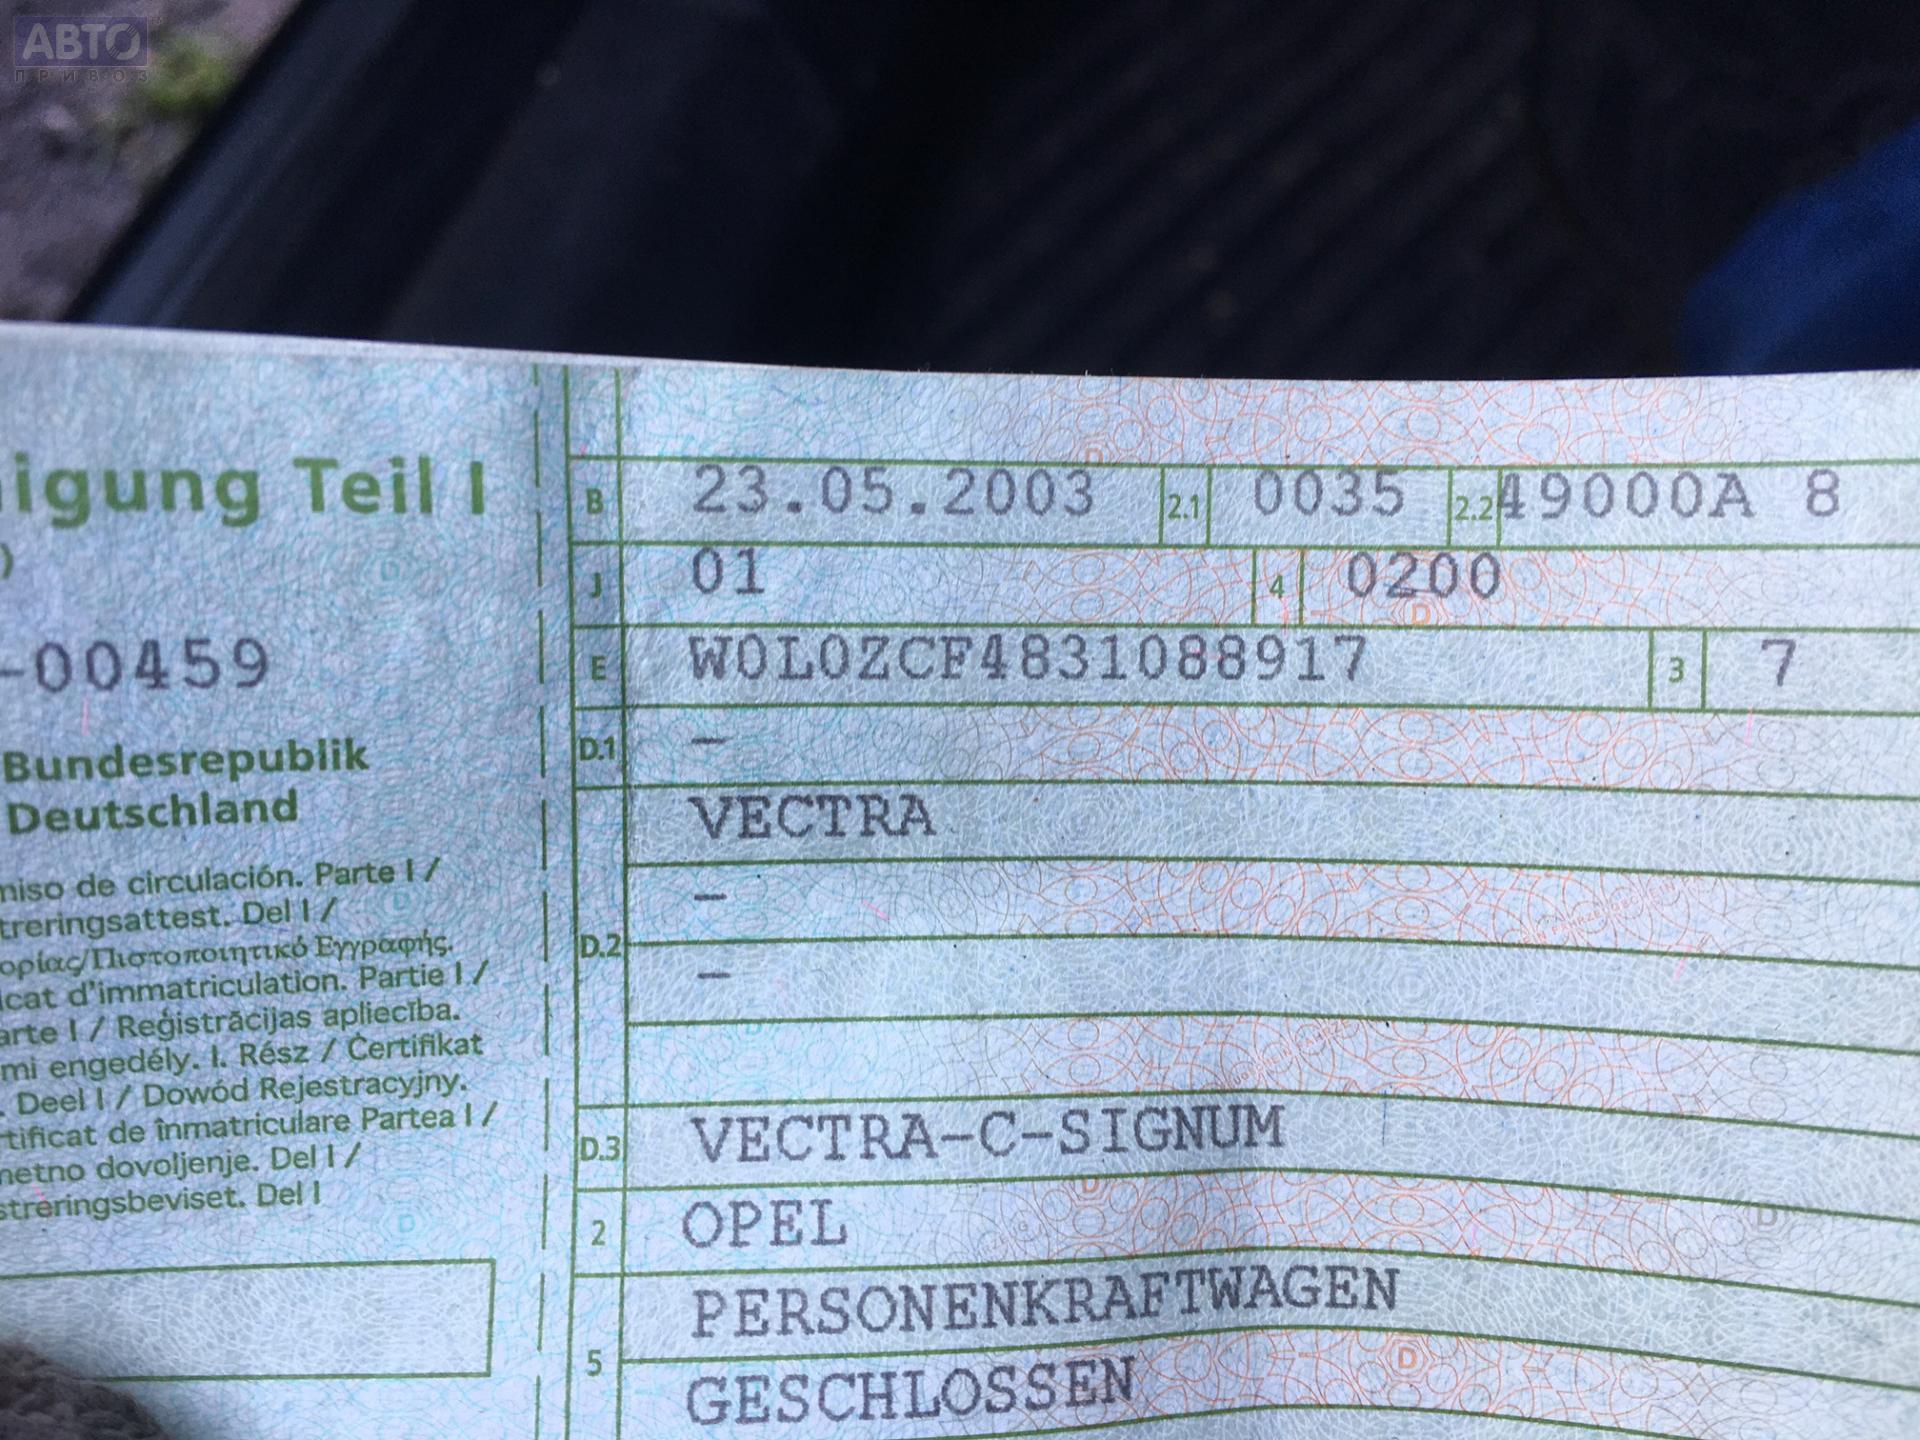 АВТО
ПРИВОЗ
igung Teil I
)
-00459
Bundesrepublik
Deutschland
miso de circulación. Parte I /
treringsattest. Del I /
ορίας/Πιστοποιητικό Εγγραφής.
icat d'immatriculation. Partie I /
arte I / Reģistrācijas apliecība.
mi engedély. I. Rész / Ċertifikat
. Deel I / Dowód Rejestracyjny.
rtificat de înmatriculare Partea I /
metno dovoljenje. Del I /
streringsbeviset. Del I
B 23.05.2003 2.1 0035 2.2 49000A 8
J 01 4 0200
E W0L0ZCF4831088917 3 7
D.1 –
VECTRA
–
D.2
–
D.3 VECTRA-C-SIGNUM
2 OPEL
PERSONENKRAFTWAGEN
5
GESCHLOSSEN